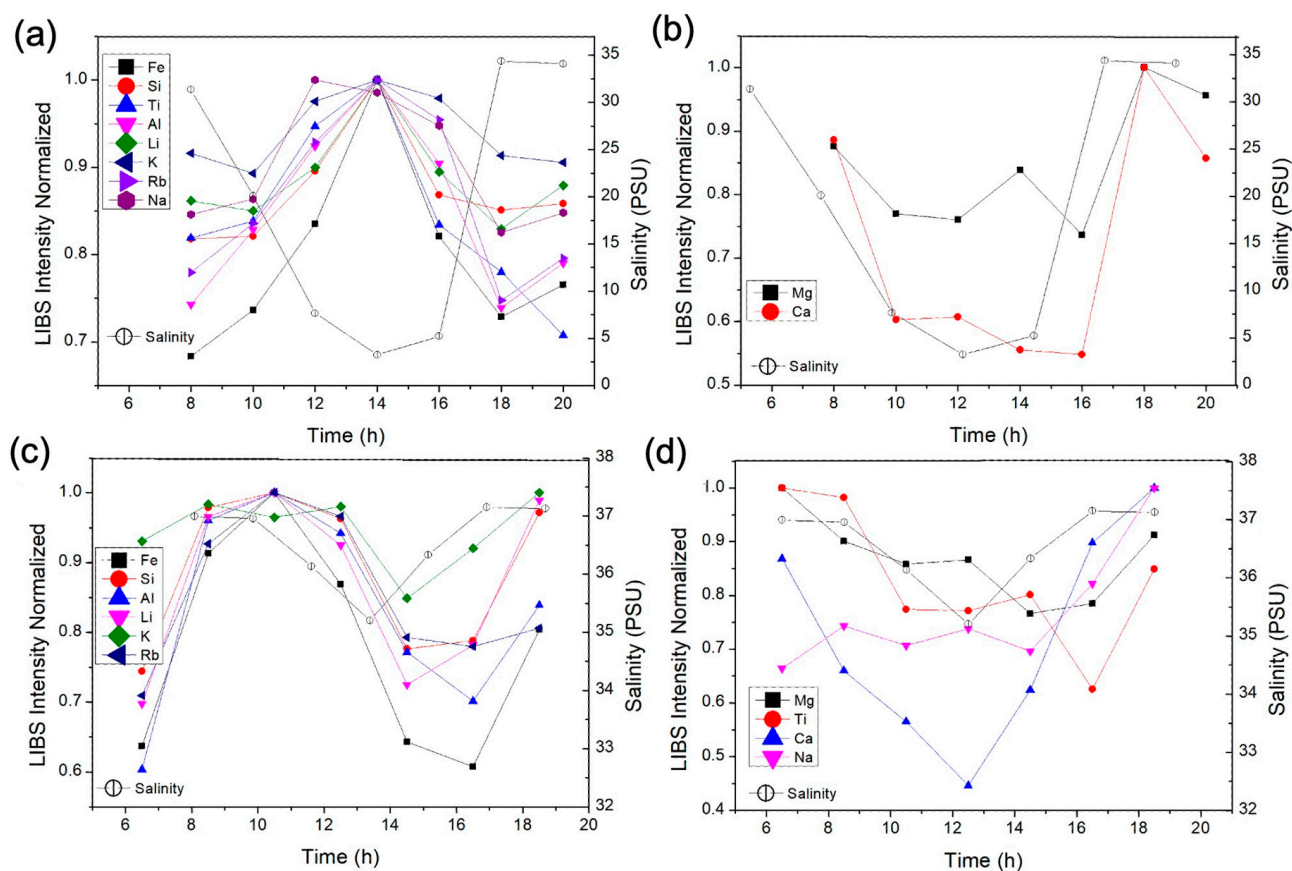 (a)
LIBS Intensity Normalized
1.0
0.9
0.8
0.7
Fe
Si
Ti
Al
Li
K
Rb
Na
Salinity
35
30
25
20
15
10
5
0
Salinity (PSU)
6 8 10 12 14 16 18 20
Time (h)
(b)
LIBS Intensity Normalized
1.0
0.9
0.8
0.7
0.6
0.5
Mg
Ca
Salinity
35
30
25
20
15
10
5
0
Salinity (PSU)
6 8 10 12 14 16 18 20
Time (h)
(c)
LIBS Intensity Normalized
1.0
0.9
0.8
0.7
0.6
Fe
Si
Al
Li
K
Rb
Salinity
38
37
36
35
34
33
32
Salinity (PSU)
6 8 10 12 14 16 18 20
Time (h)
(d)
LIBS Intensity Normalized
1.0
0.9
0.8
0.7
0.6
0.5
0.4
Mg
Ti
Ca
Na
Salinity
38
37
36
35
34
33
32
Salinity (PSU)
6 8 10 12 14 16 18 20
Time (h)